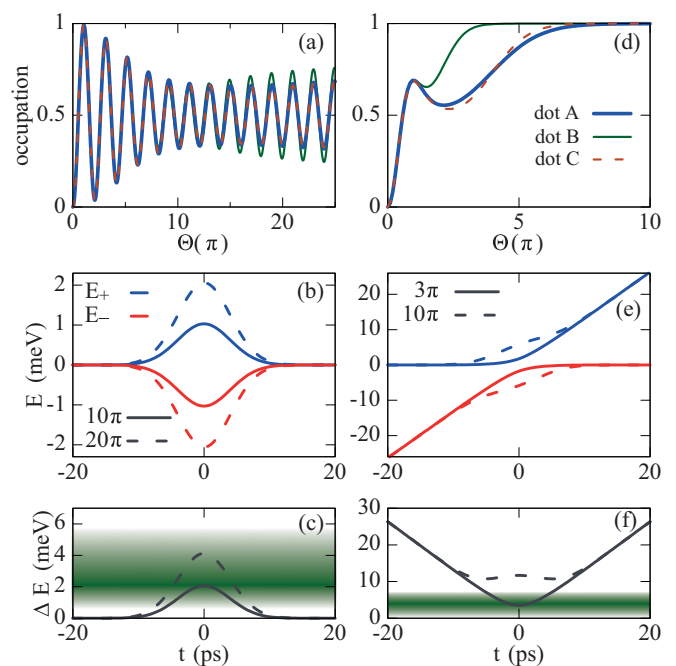 1
0.5
0
occupation
(a)
0 5 10 15 20 25
Θ(π)
1
0.5
0
(d)
dot A
dot B
dot C
0 5 10
Θ(π)
2
1
0
-1
-2
E (meV)
E+
E−
(b)
10π
20π
-20 0 20
20
10
0
-10
-20
3π
10π
(e)
-20 0 20
6
4
2
0
ΔE (meV)
(c)
-20 0 20
t (ps)
30
20
10
0
(f)
-20 0 20
t (ps)